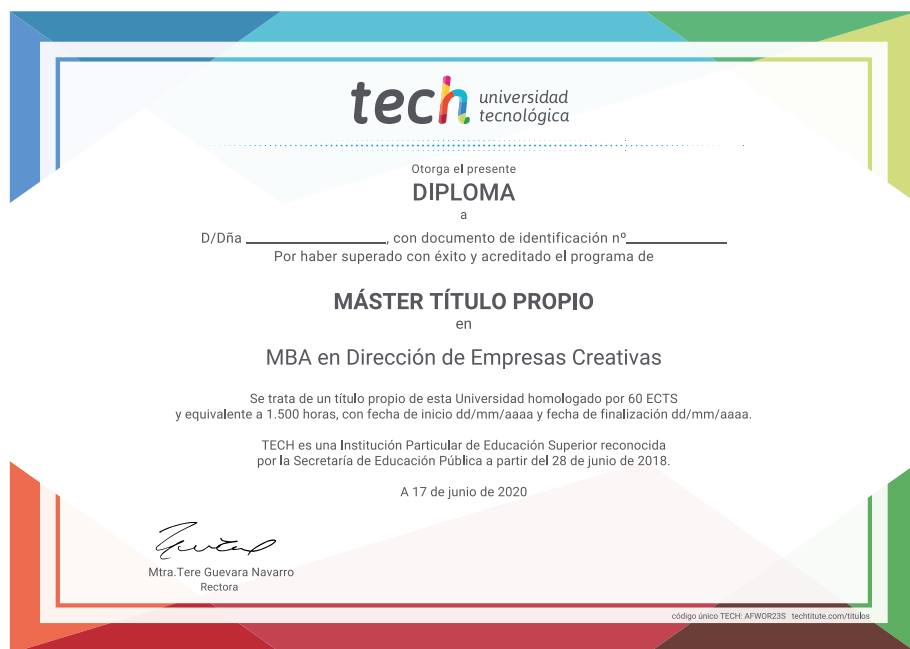 tech universidad
tecnológica
Otorga el presente
DIPLOMA
a
D/Dña ________________, con documento de identificación nº____________
Por haber superado con éxito y acreditado el programa de
MÁSTER TÍTULO PROPIO
en
MBA en Dirección de Empresas Creativas
Se trata de un título propio de esta Universidad homologado por 60 ECTS
y equivalente a 1.500 horas, con fecha de inicio dd/mm/aaaa y fecha de finalización dd/mm/aaaa.
TECH es una Institución Particular de Educación Superior reconocida
por la Secretaría de Educación Pública a partir del 28 de junio de 2018.
A 17 de junio de 2020
Mtra.Tere Guevara Navarro
Rectora
código único TECH: AFWOR23S techtitute.com/titulos